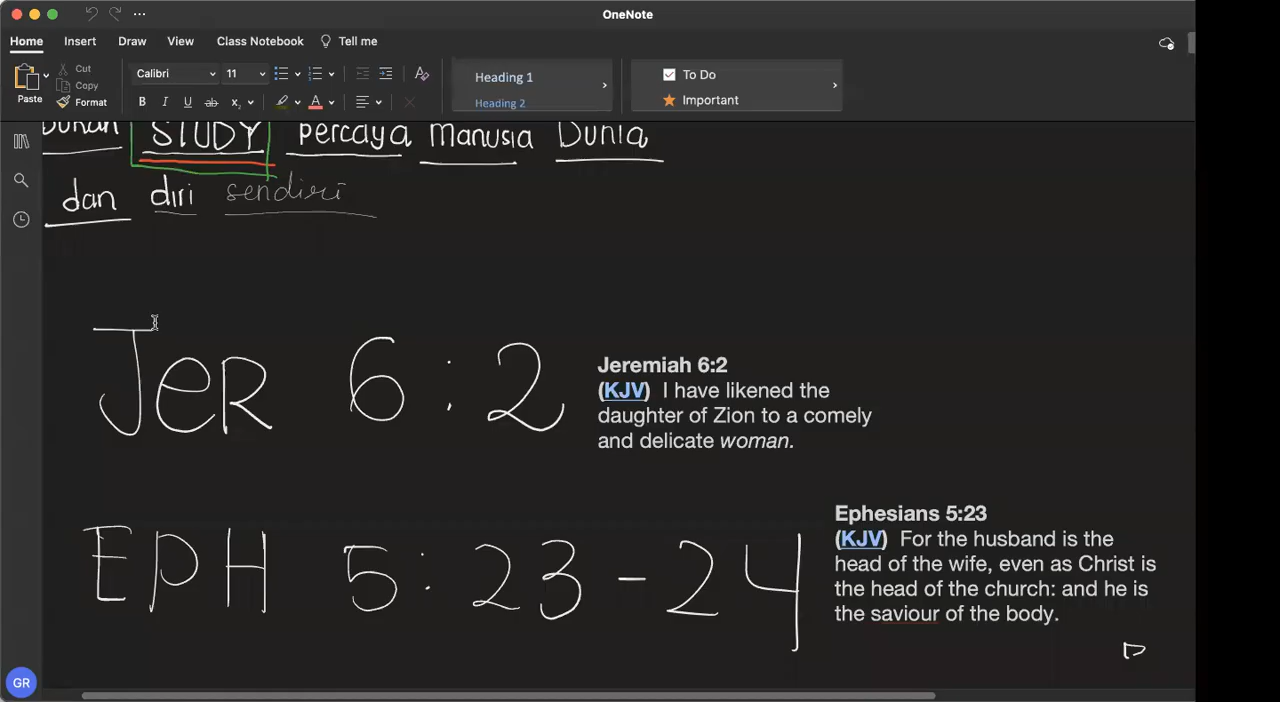 OneNote
Home Insert Draw View Class Notebook Tell me
Paste Cut Copy Format
Calibri 11
B I U ab x₂ A
Heading 1
Heading 2
To Do
Important
bukan STUDY percaya manusia Dunia
dan diri sendiri
Jer 6:2
Jeremiah 6:2
(KJV) I have likened the
daughter of Zion to a comely
and delicate woman.
EPH 5:23-24
Ephesians 5:23
(KJV) For the husband is the
head of the wife, even as Christ is
the head of the church: and he is
the saviour of the body.
GR